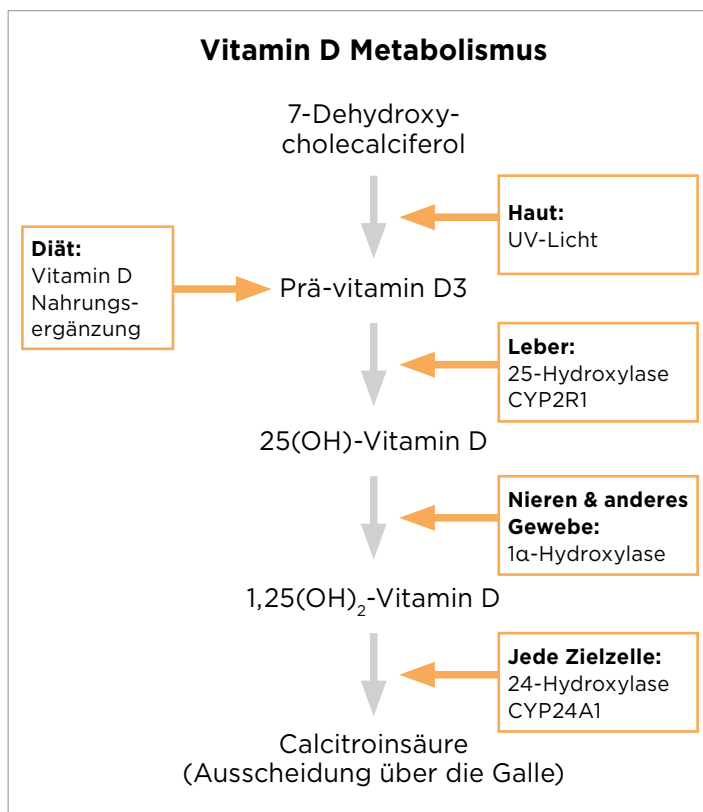 Vitamin D Metabolismus
7-Dehydroxy-
cholecalciferol
Haut:
UV-Licht
Diät:
Vitamin D
Nahrungs-
ergänzung
Prä-vitamin D3
Leber:
25-Hydroxylase
CYP2R1
25(OH)-Vitamin D
Nieren & anderes
Gewebe:
1α-Hydroxylase
1,25(OH)₂-Vitamin D
Jede Zielzelle:
24-Hydroxylase
CYP24A1
Calcitroinsäure
(Ausscheidung über die Galle)